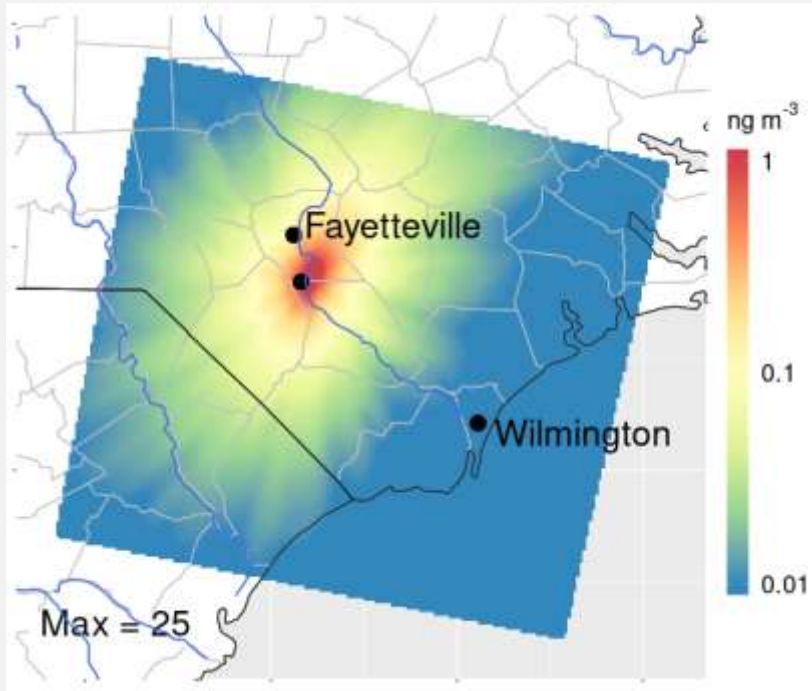 ng m⁻³
1
Fayetteville
0.1
Wilmington
0.01
Max = 25